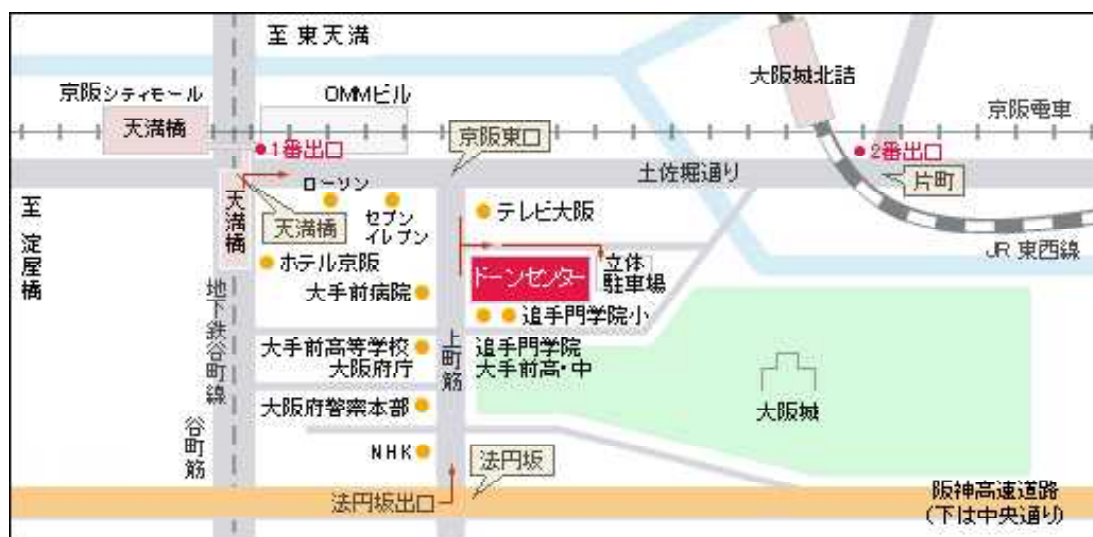 至 東天満
大阪城北詰
京阪シティモール
OMMビル
京阪電車
天満橋
1番出口
京阪東口
2番出口
土佐堀通り
片町
ローソン
至 淀屋橋
天満橋
天満橋
セブン
イレブン
テレビ大阪
JR 東西線
ホテル京阪
ドーンセンター
立体
駐車場
大手前病院
地下鉄谷町線
追手門学院小
上町筋
大手前高等学校
大阪府庁
追手門学院
大手前高・中
大阪城
大阪府警察本部
谷町筋
NHK
法円坂
法円坂出口
阪神高速道路
(下は中央通り)